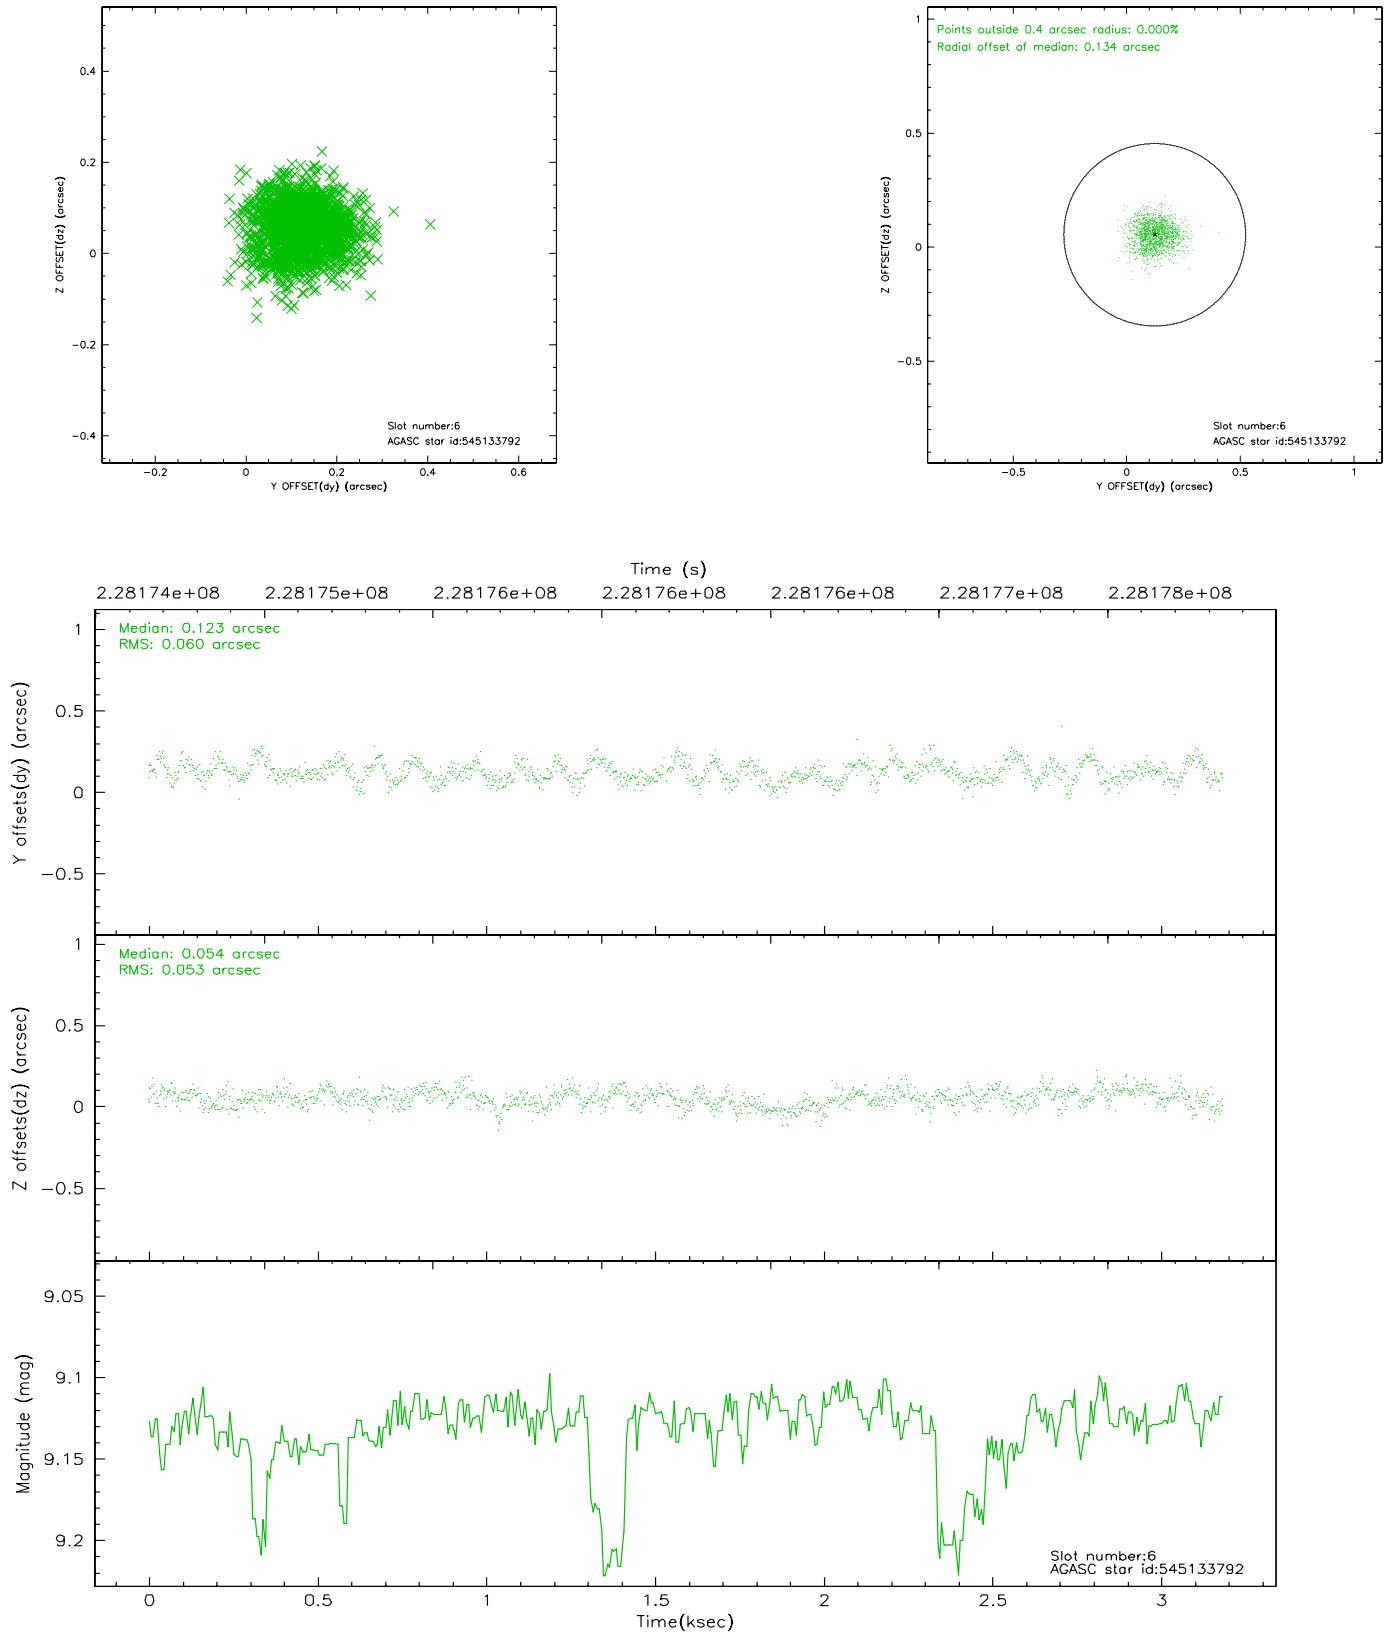 0.4
0.2
0
−0.2
−0.4
Z OFFSET(dz) (arcsec)
Slot number:6
AGASC star id:545133792
−0.2 0 0.2 0.4 0.6
Y OFFSET(dy) (arcsec)
Points outside 0.4 arcsec radius: 0.000%
Radial offset of median: 0.134 arcsec
1
0.5
0
−0.5
Z OFFSET(dz) (arcsec)
Slot number:6
AGASC star id:545133792
−0.5 0 0.5 1
Y OFFSET(dy) (arcsec)
Time (s)
2.28174e+08 2.28175e+08 2.28176e+08 2.28176e+08 2.28176e+08 2.28177e+08 2.28178e+08
Median: 0.123 arcsec
RMS: 0.060 arcsec
1
0.5
0
−0.5
Y offsets(dy) (arcsec)
Median: 0.054 arcsec
RMS: 0.053 arcsec
1
0.5
0
−0.5
Z offsets(dz) (arcsec)
9.05
9.1
9.15
9.2
Magnitude (mag)
Slot number:6
AGASC star id:545133792
0 0.5 1 1.5 2 2.5 3
Time(ksec)